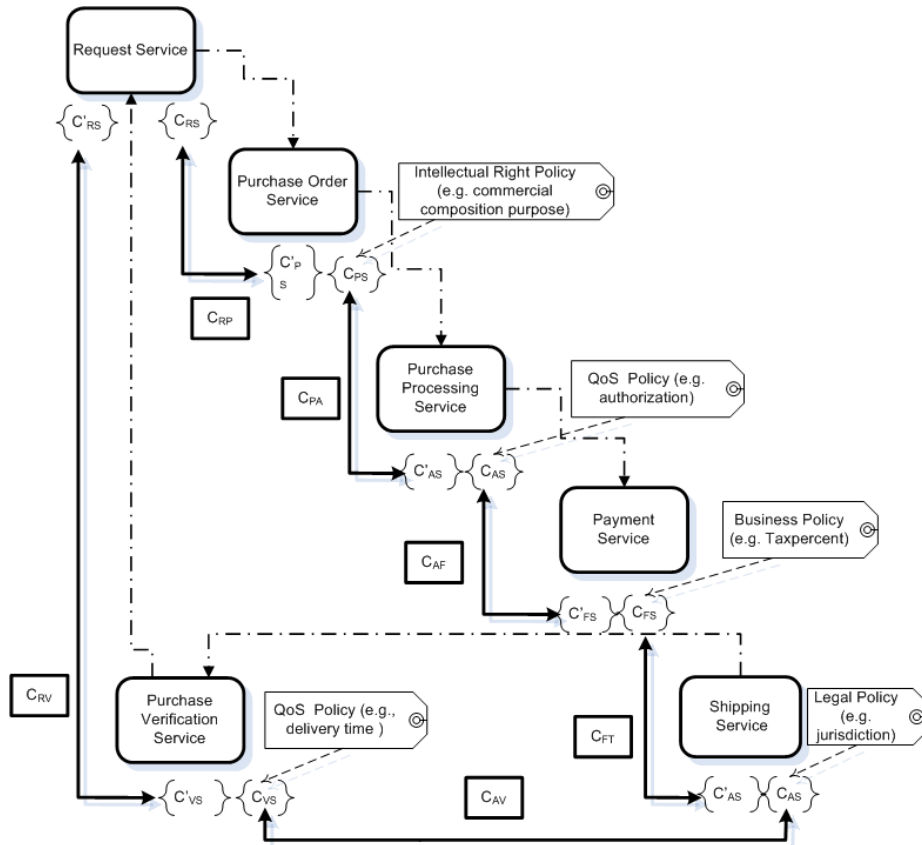 Request Service
{C'RS}
{CRS}
Purchase Order
Service
Intellectual Right Policy
(e.g. commercial
composition purpose)
{C'P
S}
{CPS}
CRP
Purchase
Processing
Service
QoS Policy (e.g.
authorization)
CPA
{C'AS}
{CAS}
Payment
Service
Business Policy
(e.g. Taxpercent)
CAF
{C'FS}
{CFS}
CRV
Purchase
Verification
Service
QoS Policy (e.g.,
delivery time )
CFT
Shipping
Service
Legal Policy
(e.g.
jurisdiction)
{C'VS}
{CVS}
CAV
{C'AS}
{CAS}